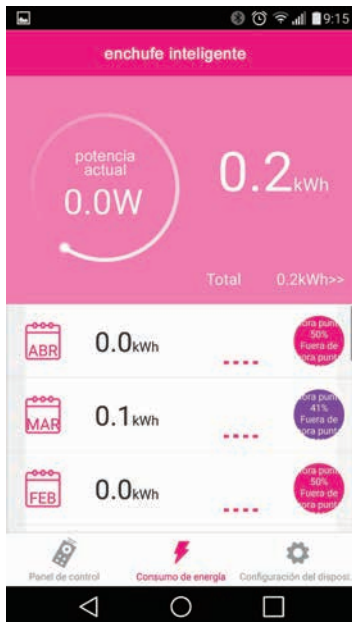 9:15
enchufe inteligente
potencia
actual
0.0W
0.2kWh
Total 0.2kWh>>
ABR
0.0kWh
50%
Fuera de
MAR
0.1kWh
41%
Fuera de
FEB
0.0kWh
50%
Fuera de
Panel de control
Consumo de energía
Configuración del disposi...